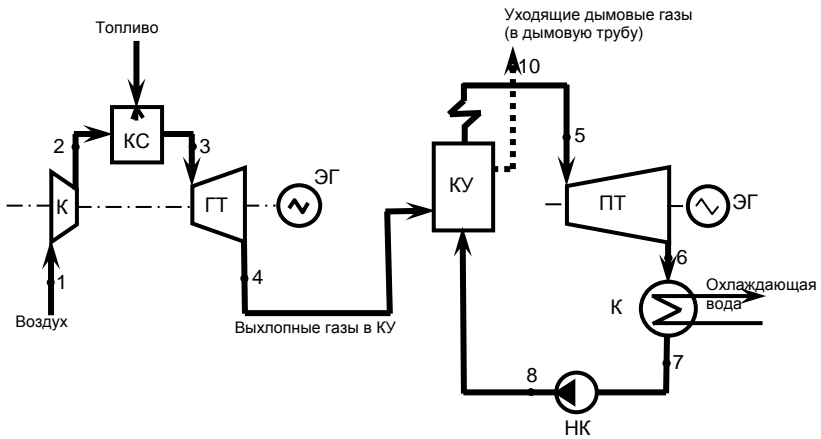 Топливо
Уходящие дымовые газы
(в дымовую трубу)
10
2
КС
3
5
К
ГТ
ЭГ
КУ
ПТ
ЭГ
1
4
6
Воздух
Выхлопные газы в КУ
К
Охлаждающая
вода
7
8
НК